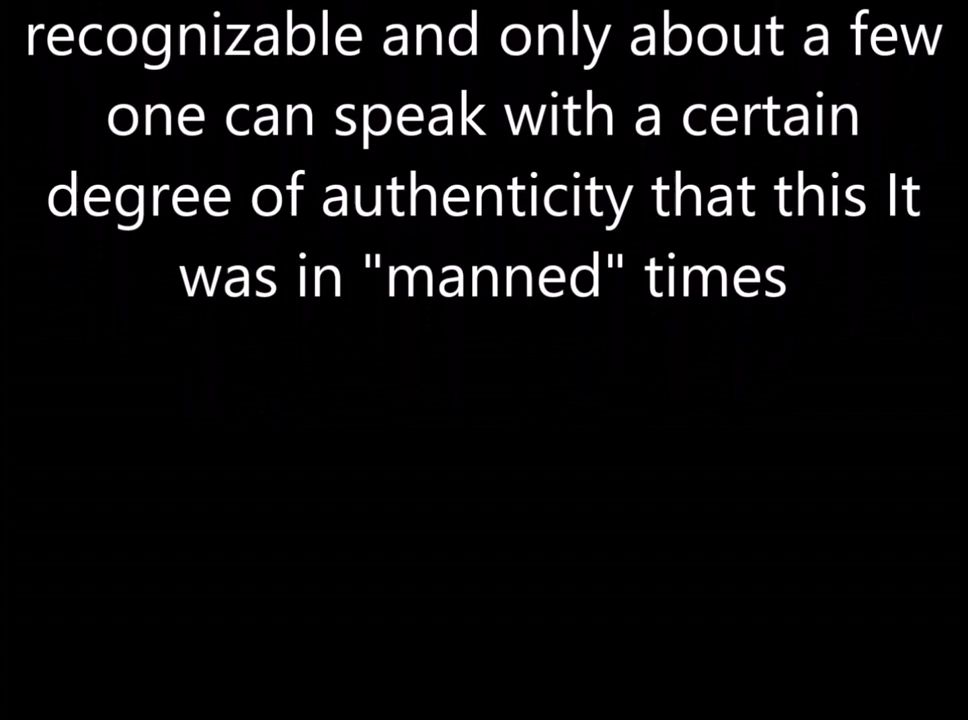 recognizable and only about a few
one can speak with a certain
degree of authenticity that this It
was in "manned" times